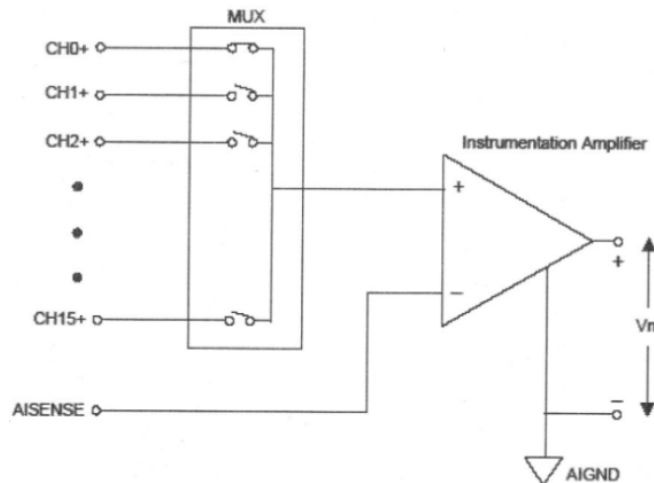 MUX
CH0+
CH1+
CH2+
Instrumentation Amplifier
+
−
+
CH15+
−
AISENSE
AIGND